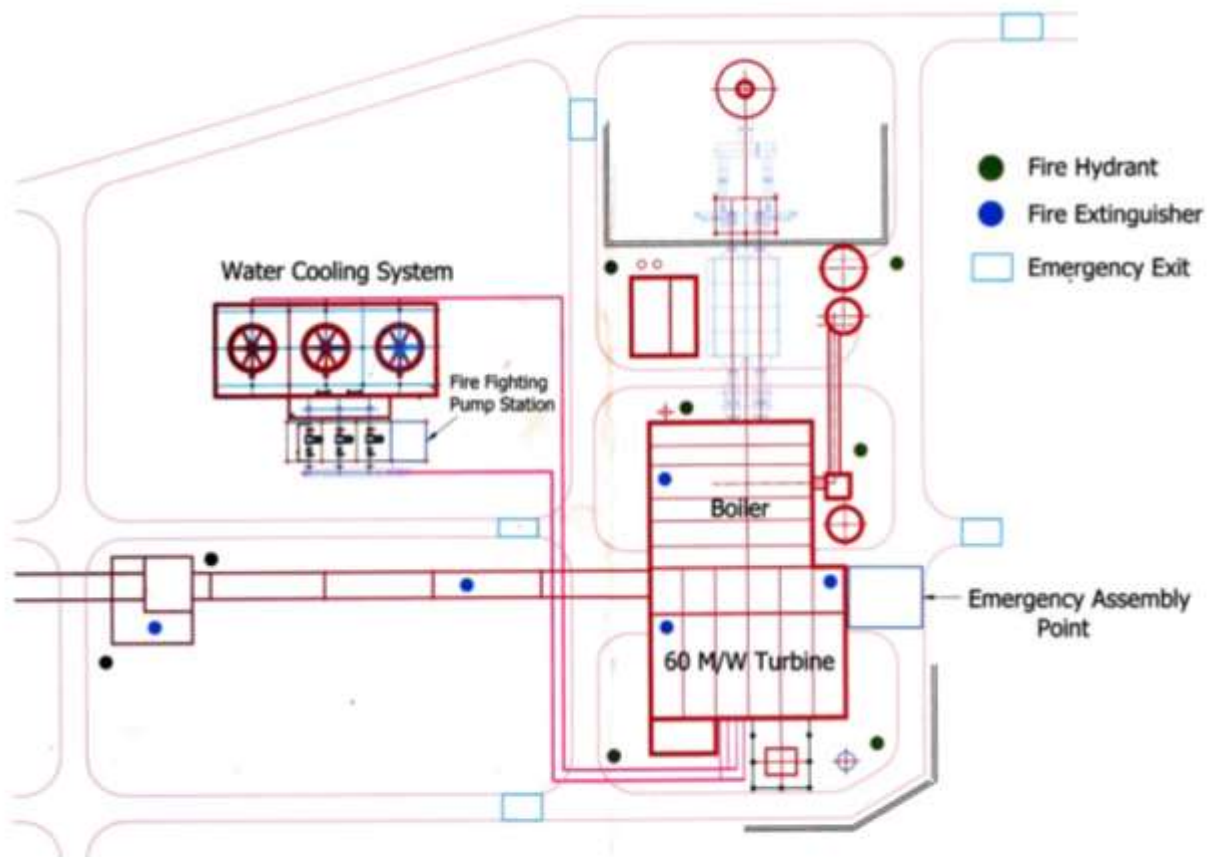 Fire Hydrant
Fire Extinguisher
Emergency Exit
Water Cooling System
Fire Fighting
Pump Station
Boiler
Emergency Assembly
Point
60 M/W Turbine